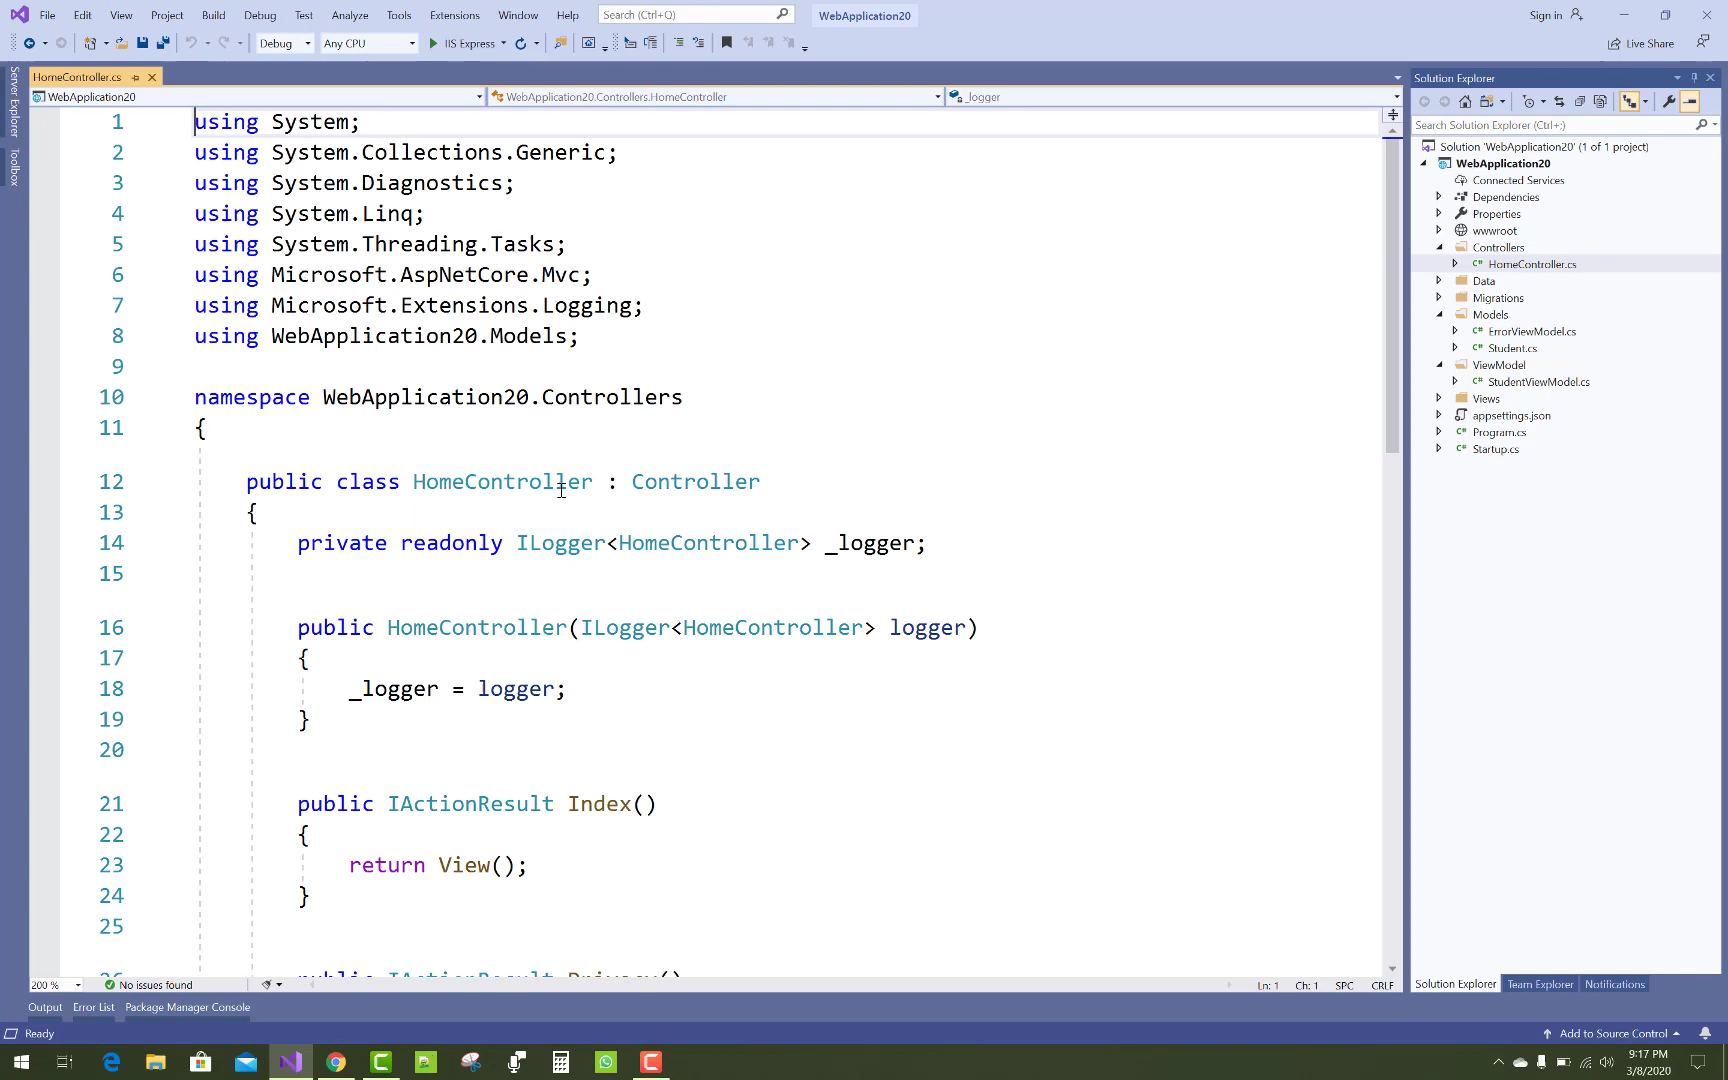 File Edit View Project Build Debug Test Analyze Tools Extensions Window Help Search (Ctrl+Q) WebApplication20 Sign in
Debug Any CPU IIS Express Live Share
Server Explorer
Toolbox
HomeController.cs
WebApplication20 WebApplication20.Controllers.HomeController _logger
1 using System;
2 using System.Collections.Generic;
3 using System.Diagnostics;
4 using System.Linq;
5 using System.Threading.Tasks;
6 using Microsoft.AspNetCore.Mvc;
7 using Microsoft.Extensions.Logging;
8 using WebApplication20.Models;
9
10 namespace WebApplication20.Controllers
11 {
12 public class HomeController : Controller
13 {
14 private readonly ILogger<HomeController> _logger;
15
16 public HomeController(ILogger<HomeController> logger)
17 {
18 _logger = logger;
19 }
20
21 public IActionResult Index()
22 {
23 return View();
24 }
25
26 public IActionResult Privacy()
200 % No issues found Ln: 1 Ch: 1 SPC CRLF
Output Error List Package Manager Console
Solution Explorer
Search Solution Explorer (Ctrl+;)
Solution 'WebApplication20' (1 of 1 project)
WebApplication20
Connected Services
Dependencies
Properties
wwwroot
Controllers
C# HomeController.cs
Data
Migrations
Models
C# ErrorViewModel.cs
C# Student.cs
ViewModel
C# StudentViewModel.cs
Views
appsettings.json
C# Program.cs
C# Startup.cs
Solution Explorer Team Explorer Notifications
Ready Add to Source Control
9:17 PM
3/8/2020